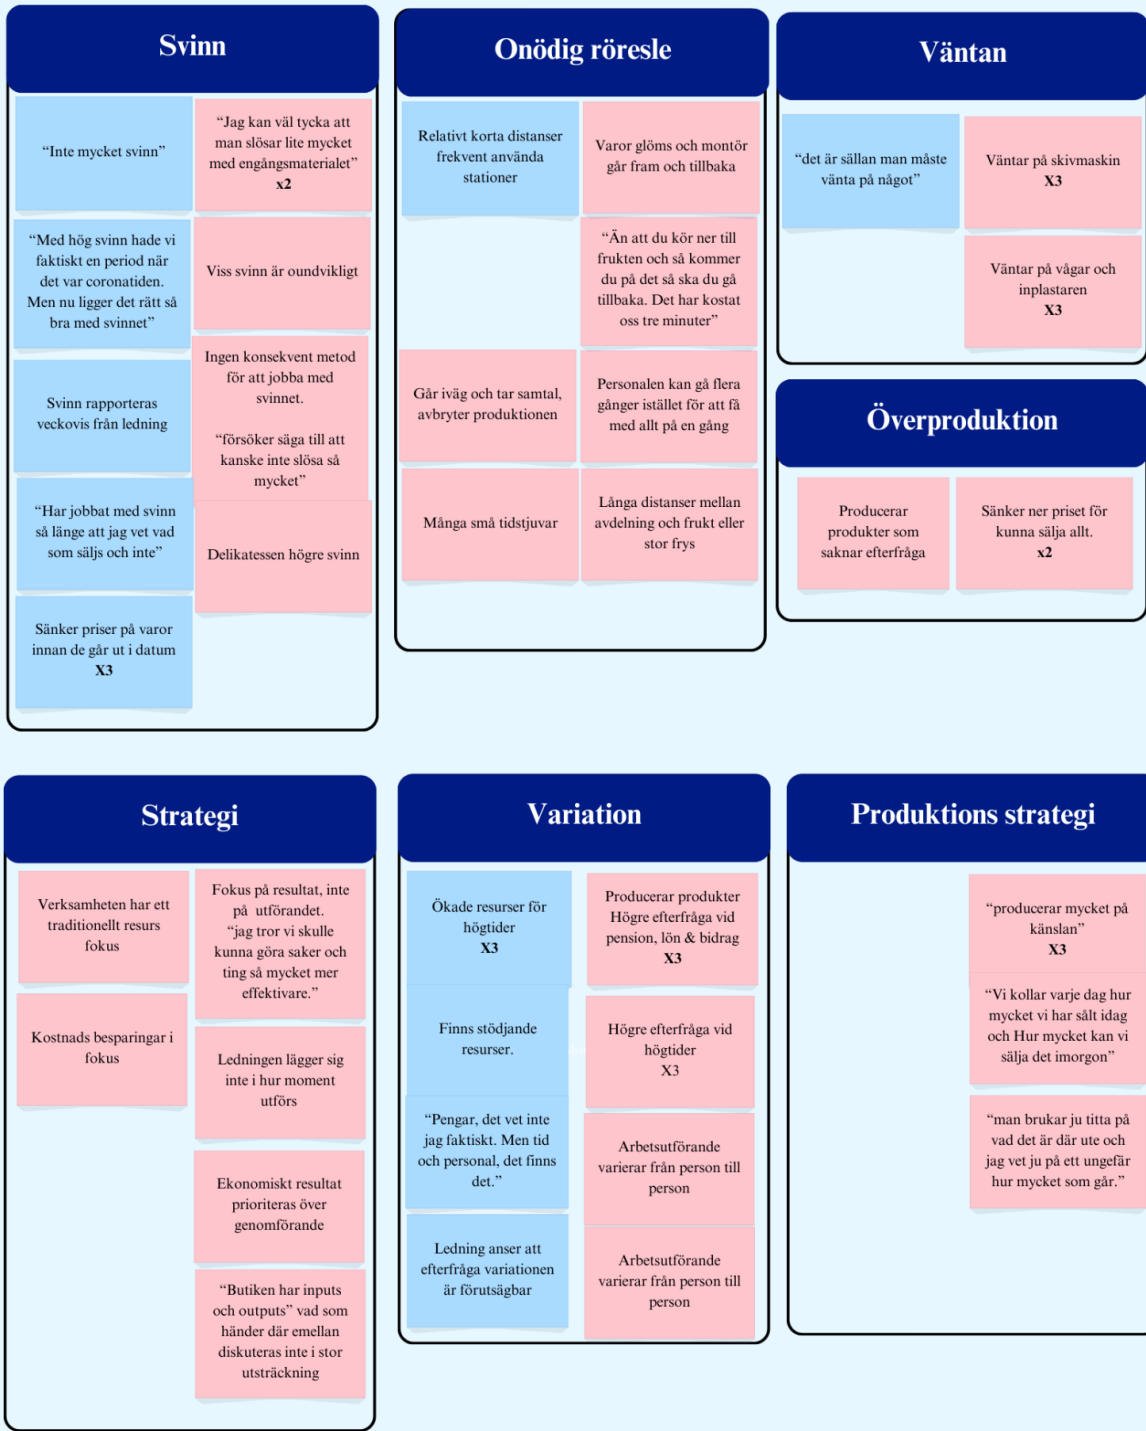 Svinn
“Inte mycket svinn”
“Med hög svinn hade vi
faktiskt en period när
det var coronatiden.
Men nu ligger det rätt så
bra med svinnet”
Svinn rapporteras
veckovis från ledning
“Har jobbat med svinn
så länge att jag vet vad
som säljs och inte”
Sänker priser på varor
innan de går ut i datum
X3
“Jag kan väl tycka att
man slösar lite mycket
med engångsmaterialet”
x2
Viss svinn är oundvikligt
Ingen konsekvent metod
för att jobba med
svinnet.
“försöker säga till att
kanske inte slösa så
mycket”
Delikatessen högre svinn
Onödig röresle
Relativt korta distanser
frekvent använda
stationer
Varor glöms och montör
går fram och tillbaka
“Än att du kör ner till
frukten och så kommer
du på det så ska du gå
tillbaka. Det har kostat
oss tre minuter”
Går iväg och tar samtal,
avbryter produktionen
Personalen kan gå flera
gånger istället för att få
med allt på en gång
Många små tidstjuvar
Långa distanser mellan
avdelning och frukt eller
stor frys
Väntan
“det är sällan man måste
vänta på något”
Väntar på skivmaskin
X3
Väntar på vågar och
inplastaren
X3
Överproduktion
Producerar
produkter som
saknar efterfråga
Sänker ner priset för
kunna sälja allt.
x2
Strategi
Verksamheten har ett
traditionellt resurs
fokus
Kostnads besparingar i
fokus
Fokus på resultat, inte
på utförandet.
“jag tror vi skulle
kunna göra saker och
ting så mycket mer
effektivare.”
Ledningen lägger sig
inte i hur moment
utförs
Ekonomiskt resultat
prioriteras över
genomförande
“Butiken har inputs
och outputs” vad som
händer där emellan
diskuteras inte i stor
utsträckning
Variation
Ökade resurser för
högtider
X3
Finns stödjande
resurser.
“Pengar, det vet inte
jag faktiskt. Men tid
och personal, det finns
det.”
Ledning anser att
efterfråga variationen
är förutsägbar
Producerar produkter
Högre efterfråga vid
pension, lön & bidrag
X3
Högre efterfråga vid
högtider
X3
Arbetsutförande
varierar från person till
person
Arbetsutförande
varierar från person till
person
Produktions strategi
“producerar mycket på
känslan”
X3
“Vi kollar varje dag hur
mycket vi har sålt idag
och Hur mycket kan vi
sälja det imorgon”
“man brukar ju titta på
vad det är där ute och
jag vet ju på ett ungefär
hur mycket som går.”